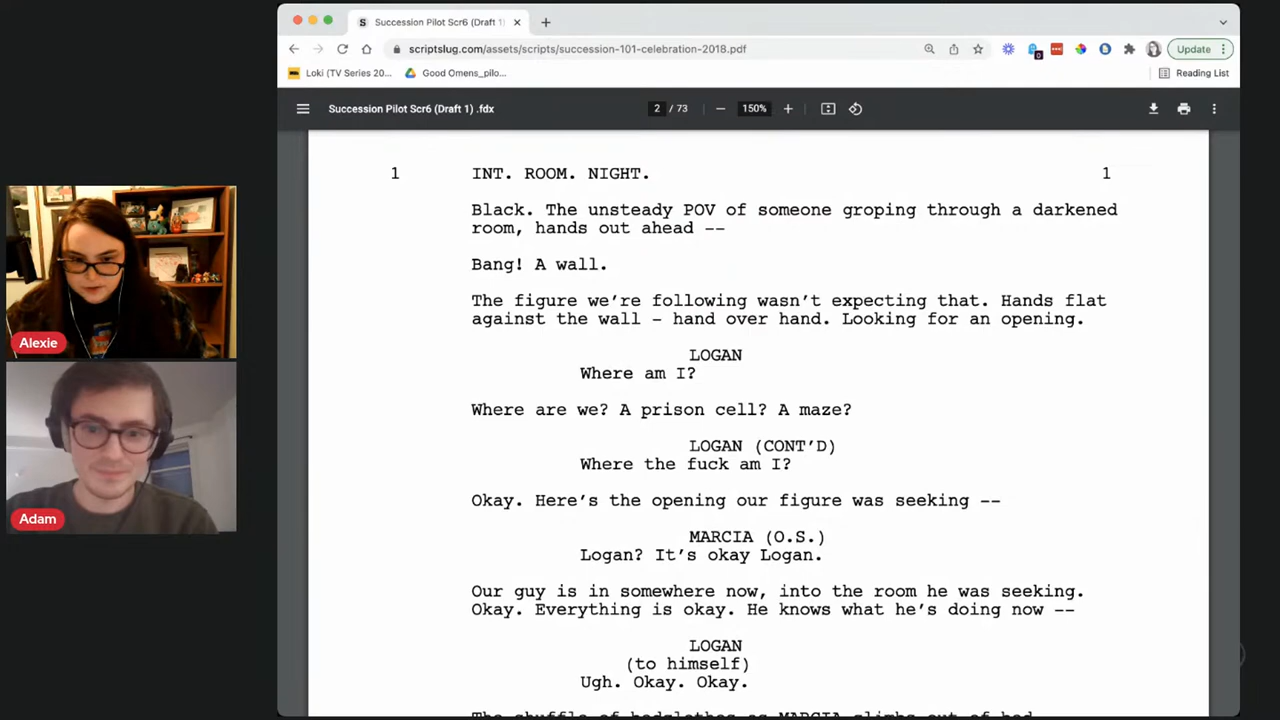 Succession Pilot Scr6 (Draft 1)
scriptslug.com/assets/scripts/succession-101-celebration-2018.pdf
Update
Loki (TV Series 20...
Good Omens_pilo...
Reading List
Succession Pilot Scr6 (Draft 1) .fdx
2 / 73
150%
1 INT. ROOM. NIGHT. 1
Black. The unsteady POV of someone groping through a darkened
room, hands out ahead --
Bang! A wall.
The figure we're following wasn't expecting that. Hands flat
against the wall – hand over hand. Looking for an opening.
LOGAN
Where am I?
Where are we? A prison cell? A maze?
LOGAN (CONT'D)
Where the fuck am I?
Okay. Here's the opening our figure was seeking --
MARCIA (O.S.)
Logan? It's okay Logan.
Our guy is in somewhere now, into the room he was seeking.
Okay. Everything is okay. He knows what he's doing now --
LOGAN
(to himself)
Ugh. Okay. Okay.
Alexie
Adam